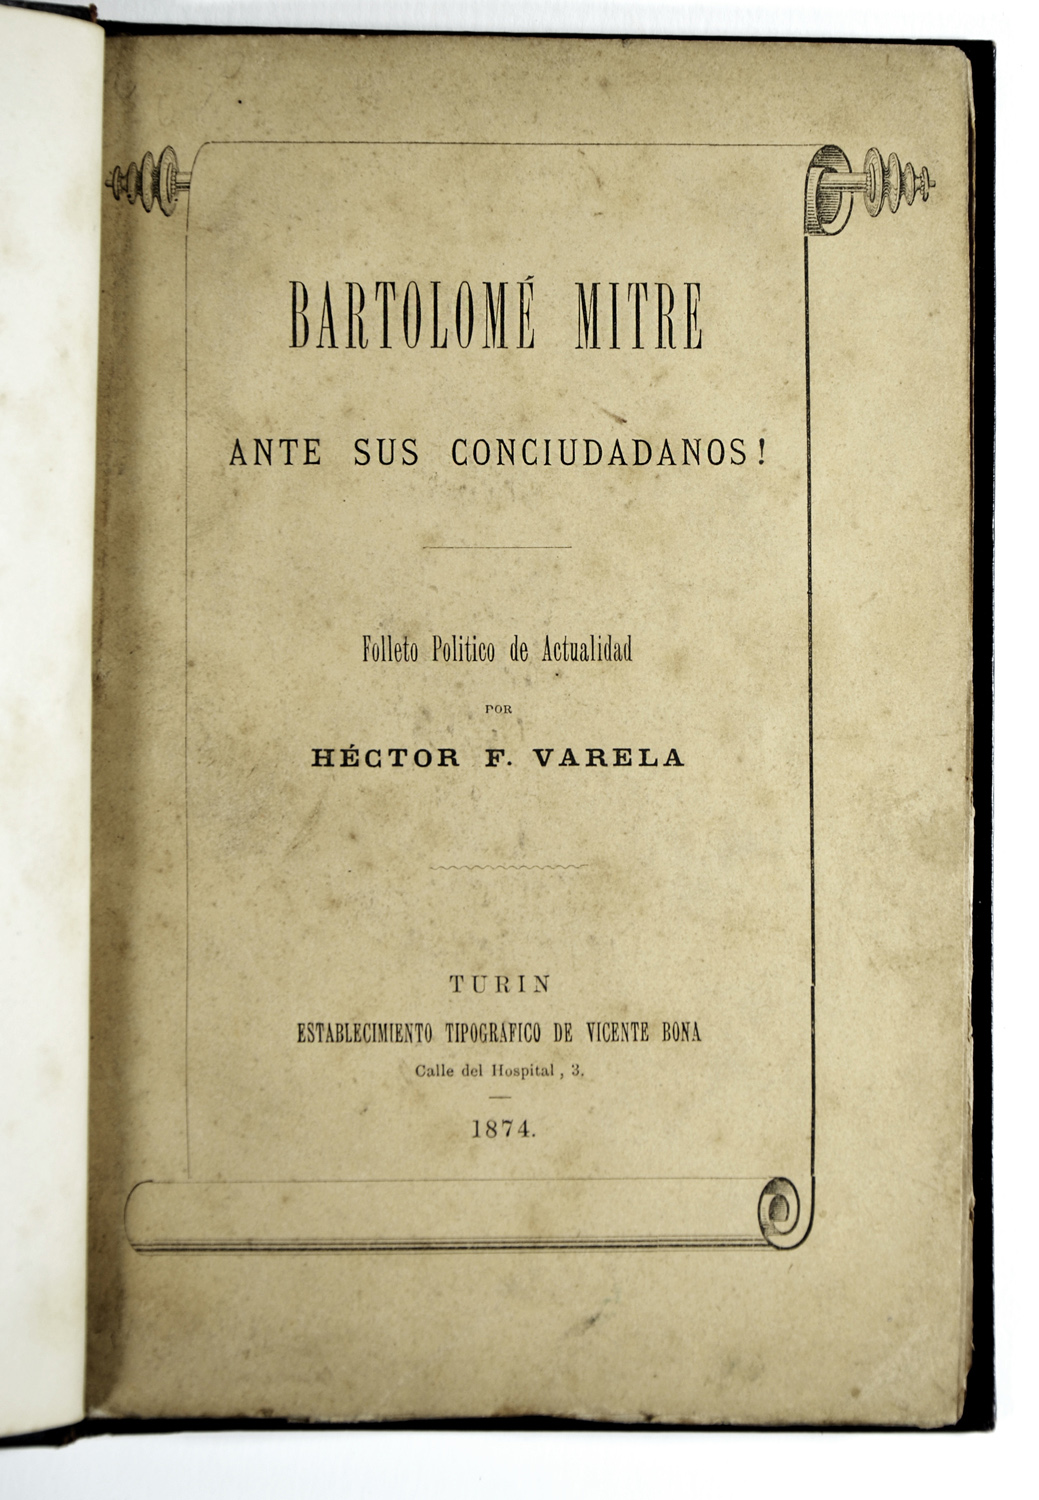 BARTOLOMÉ MITRE
ANTE SUS CONCIUDADANOS!
Folleto Politico de Actualidad
POR
HÉCTOR F. VARELA
TURIN
ESTABLECIMIENTO TIPOGRÁFICO DE VICENTE BONA
Calle del Hospital, 3.
1874.